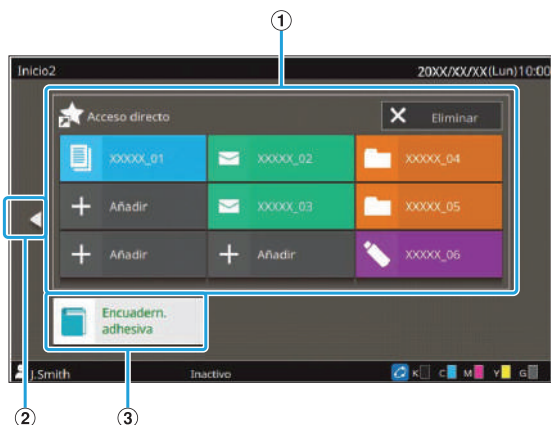 ①
Inicio2
20XX/XX/XX(Lun)10:00
Acceso directo
Eliminar
XXXXX_01
XXXXX_02
XXXXX_04
Añadir
XXXXX_03
XXXXX_05
Añadir
Añadir
XXXXX_06
Encuadern.
adhesiva
J.Smith
Inactivo
K
C
M
Y
G
②
③